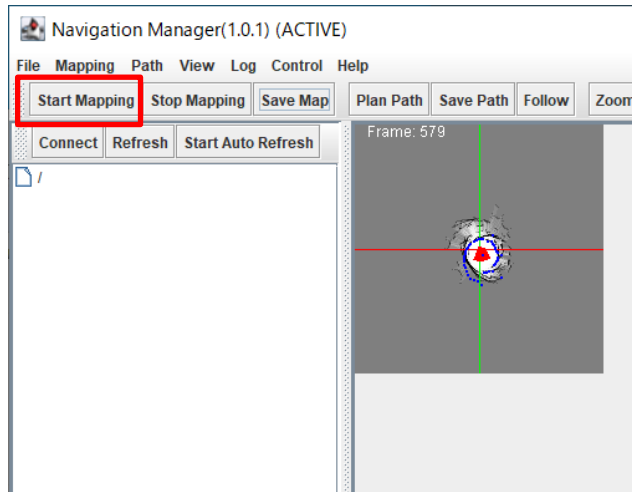 Navigation Manager(1.0.1) (ACTIVE)
File Mapping Path View Log Control Help
Start Mapping Stop Mapping Save Map Plan Path Save Path Follow Zoom
Connect Refresh Start Auto Refresh
Frame: 579
/